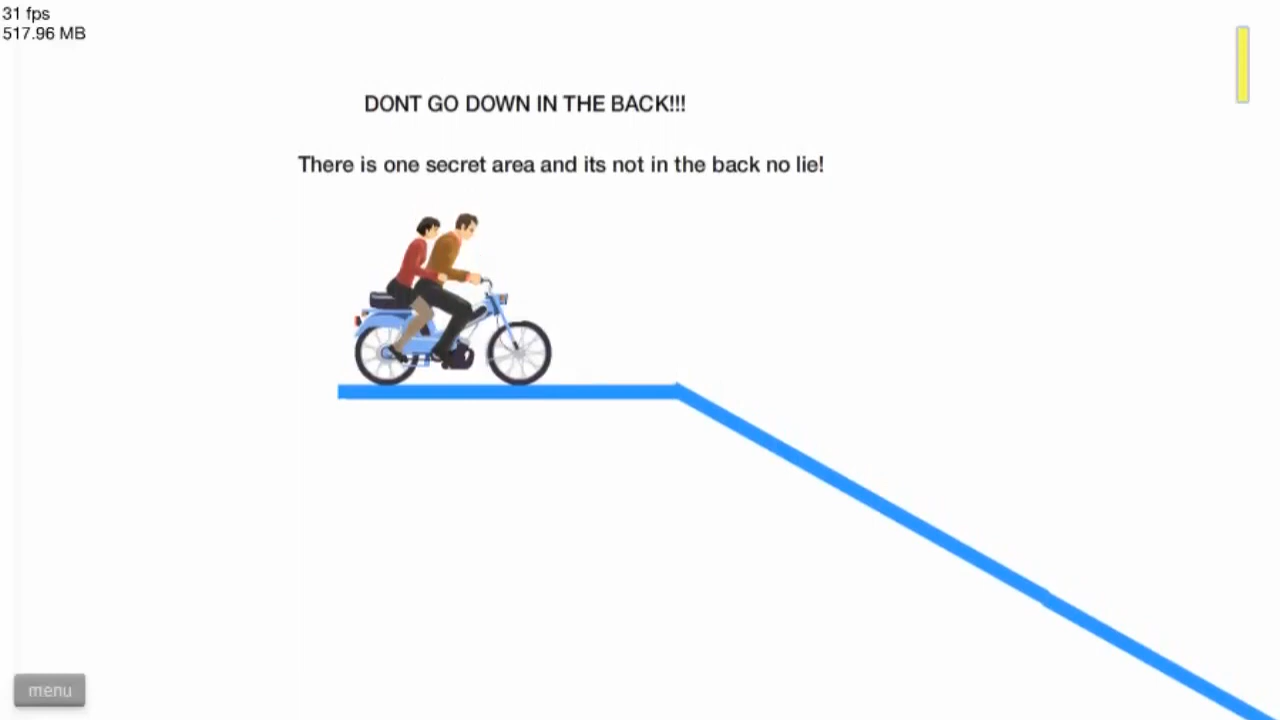 31 fps
517.96 MB
DONT GO DOWN IN THE BACK!!!
There is one secret area and its not in the back no lie!
menu